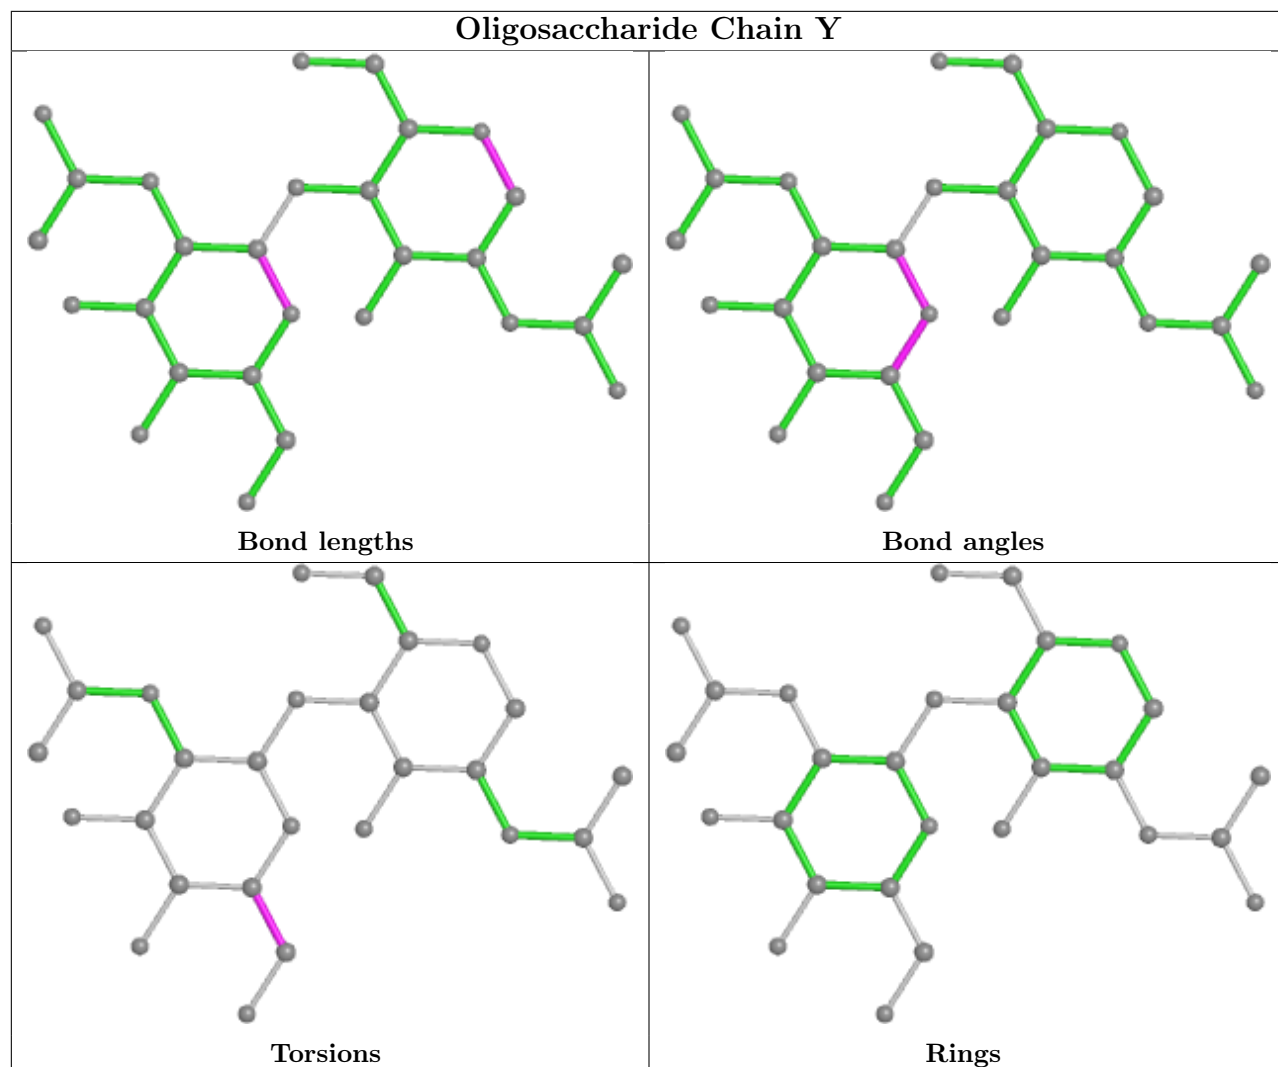 Oligosaccharide Chain Y
Bond lengths
Bond angles
Torsions
Rings